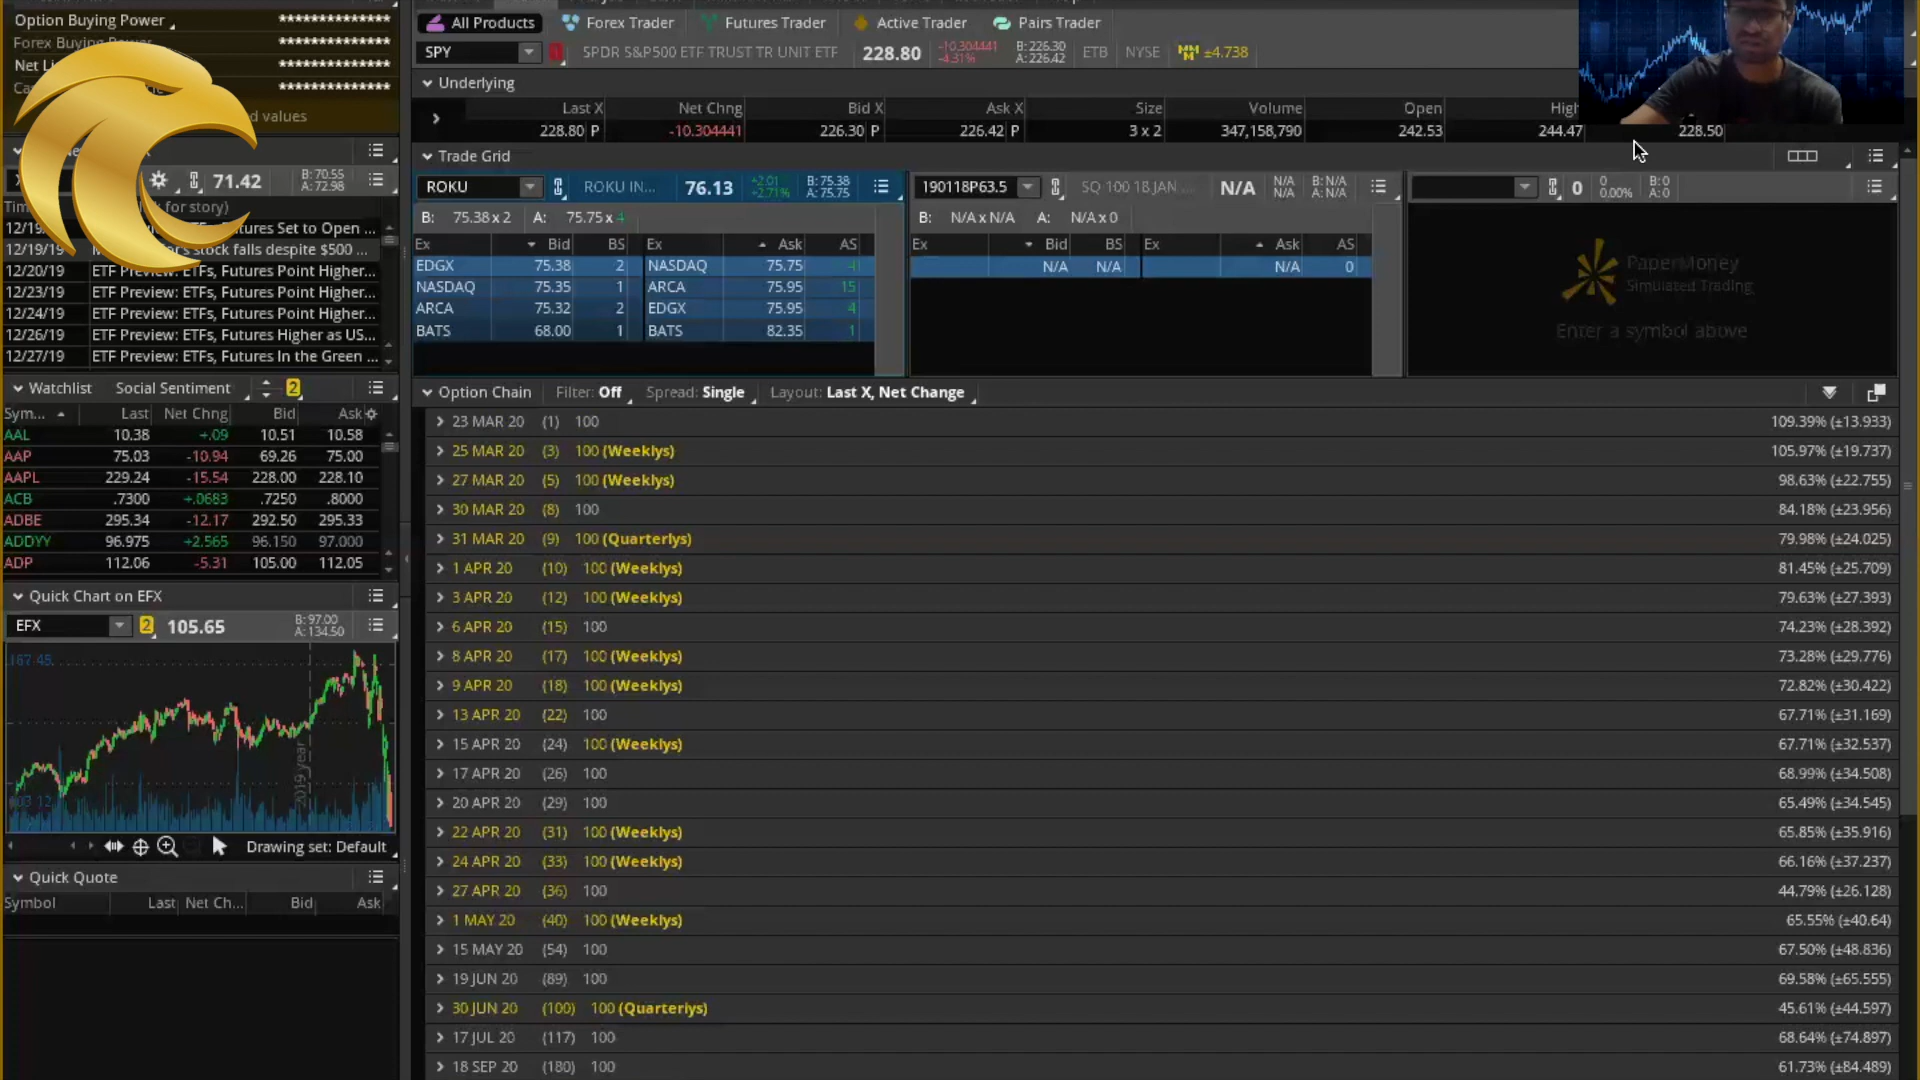 Option Buying Power **************
Forex Buying Power **************
Net Li **************
**************
d values
71.42 B: 70.55 A: 72.98
for story)
12/19 iew: ETFs, Futures Set to Open ...
12/19/19 stock falls despite $500 ...
12/20/19 ETF Preview: ETFs, Futures Point Higher...
12/23/19 ETF Preview: ETFs, Futures Point Higher...
12/24/19 ETF Preview: ETFs, Futures Point Higher...
12/26/19 ETF Preview: ETFs, Futures Higher as US...
12/27/19 ETF Preview: ETFs, Futures In the Green ...
Watchlist Social Sentiment 2
Sym... Last Net Chng Bid Ask
AAL 10.38 +.09 10.51 10.58
AAP 75.03 -10.94 69.26 75.00
AAPL 229.24 -15.54 228.00 228.10
ACB .7300 +.0683 .7250 .8000
ADBE 295.34 -12.17 292.50 295.33
ADDYY 96.975 +2.565 96.150 97.000
ADP 112.06 -5.31 105.00 112.05
Quick Chart on EFX
EFX 2 105.65 B: 97.00 A: 134.50
2019 year
Drawing set: Default
Quick Quote
Symbol Last Net Ch... Bid Ask
All Products Forex Trader Futures Trader Active Trader Pairs Trader
SPY SPDR S&P500 ETF TRUST TR UNIT ETF 228.80 -10.304441 -4.31% B: 226.30 A: 226.42 ETB NYSE ±4.738
Underlying
Last X Net Chng Bid X Ask X Size Volume Open High
228.80 P -10.304441 226.30 P 226.42 P 3 x 2 347,158,790 242.53 244.47 228.50
Trade Grid
ROKU ROKU IN... 76.13 +2.01 +2.71% B: 75.38 A: 75.75
B: 75.38 x 2 A: 75.75 x 4
Ex Bid BS Ex Ask AS
EDGX 75.38 2 NASDAQ 75.75
NASDAQ 75.35 1 ARCA 75.95 15
ARCA 75.32 2 EDGX 75.95 4
BATS 68.00 1 BATS 82.35 1
190118P63.5 SQ 100 18 JAN ... N/A N/A N/A B: N/A A: N/A
B: N/A x N/A A: N/A x 0
Ex Bid BS Ex Ask AS
N/A N/A N/A 0
0 0 0.00% B: 0 A: 0
PaperMoney
Simulated Trading
Enter a symbol above
Option Chain Filter: Off Spread: Single Layout: Last X, Net Change
23 MAR 20 (1) 100 109.39% (±13.933)
25 MAR 20 (3) 100 (Weeklys) 105.97% (±19.737)
27 MAR 20 (5) 100 (Weeklys) 98.63% (±22.755)
30 MAR 20 (8) 100 84.18% (±23.956)
31 MAR 20 (9) 100 (Quarterlys) 79.98% (±24.025)
1 APR 20 (10) 100 (Weeklys) 81.45% (±25.709)
3 APR 20 (12) 100 (Weeklys) 79.63% (±27.393)
6 APR 20 (15) 100 74.23% (±28.392)
8 APR 20 (17) 100 (Weeklys) 73.28% (±29.776)
9 APR 20 (18) 100 (Weeklys) 72.82% (±30.422)
13 APR 20 (22) 100 67.71% (±31.169)
15 APR 20 (24) 100 (Weeklys) 67.71% (±32.537)
17 APR 20 (26) 100 68.99% (±34.508)
20 APR 20 (29) 100 65.49% (±34.545)
22 APR 20 (31) 100 (Weeklys) 65.85% (±35.916)
24 APR 20 (33) 100 (Weeklys) 66.16% (±37.237)
27 APR 20 (36) 100 44.79% (±26.128)
1 MAY 20 (40) 100 (Weeklys) 65.55% (±40.64)
15 MAY 20 (54) 100 67.50% (±48.836)
19 JUN 20 (89) 100 69.58% (±65.555)
30 JUN 20 (100) 100 (Quarterlys) 45.61% (±44.597)
17 JUL 20 (117) 100 68.64% (±74.897)
18 SEP 20 (180) 100 61.73% (±84.489)